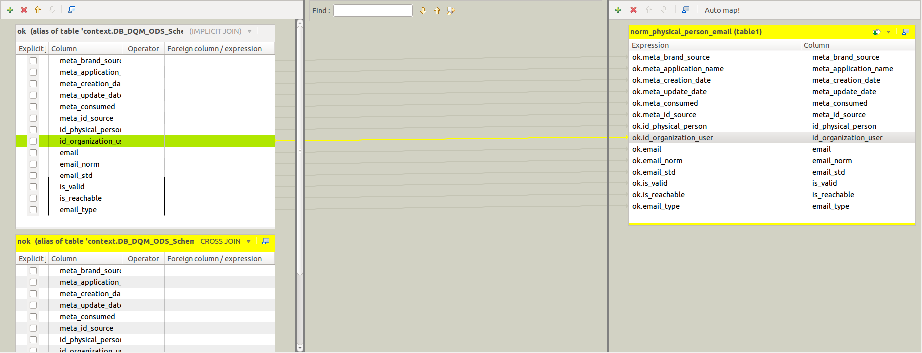 Find :
Auto map!
ok (alias of table 'context.DB_DQM_ODS_Sche (IMPLICIT JOIN)
Explicit Column Operator Foreign column / expression
meta_brand_sour
meta_application_
meta_creation_da
meta_update_dat
meta_consumed
meta_id_source
id_physical_perso
id_organization_u
email
email_norm
email_std
is_valid
is_reachable
email_type
nok (alias of table 'context.DB_DQM_ODS_Schem CROSS JOIN
Explicit Column Operator Foreign column / expression
meta_brand_sour
meta_application_
meta_creation_da
meta_update_dat
meta_consumed
meta_id_source
id_physical_perso
id_organization_u
norm_physical_person_email (table1)
Expression Column
ok.meta_brand_source meta_brand_source
ok.meta_application_name meta_application_name
ok.meta_creation_date meta_creation_date
ok.meta_update_date meta_update_date
ok.meta_consumed meta_consumed
ok.meta_id_source meta_id_source
ok.id_physical_person id_physical_person
ok.id_organization_user id_organization_user
ok.email email
ok.email_norm email_norm
ok.email_std email_std
ok.is_valid is_valid
ok.is_reachable is_reachable
ok.email_type email_type